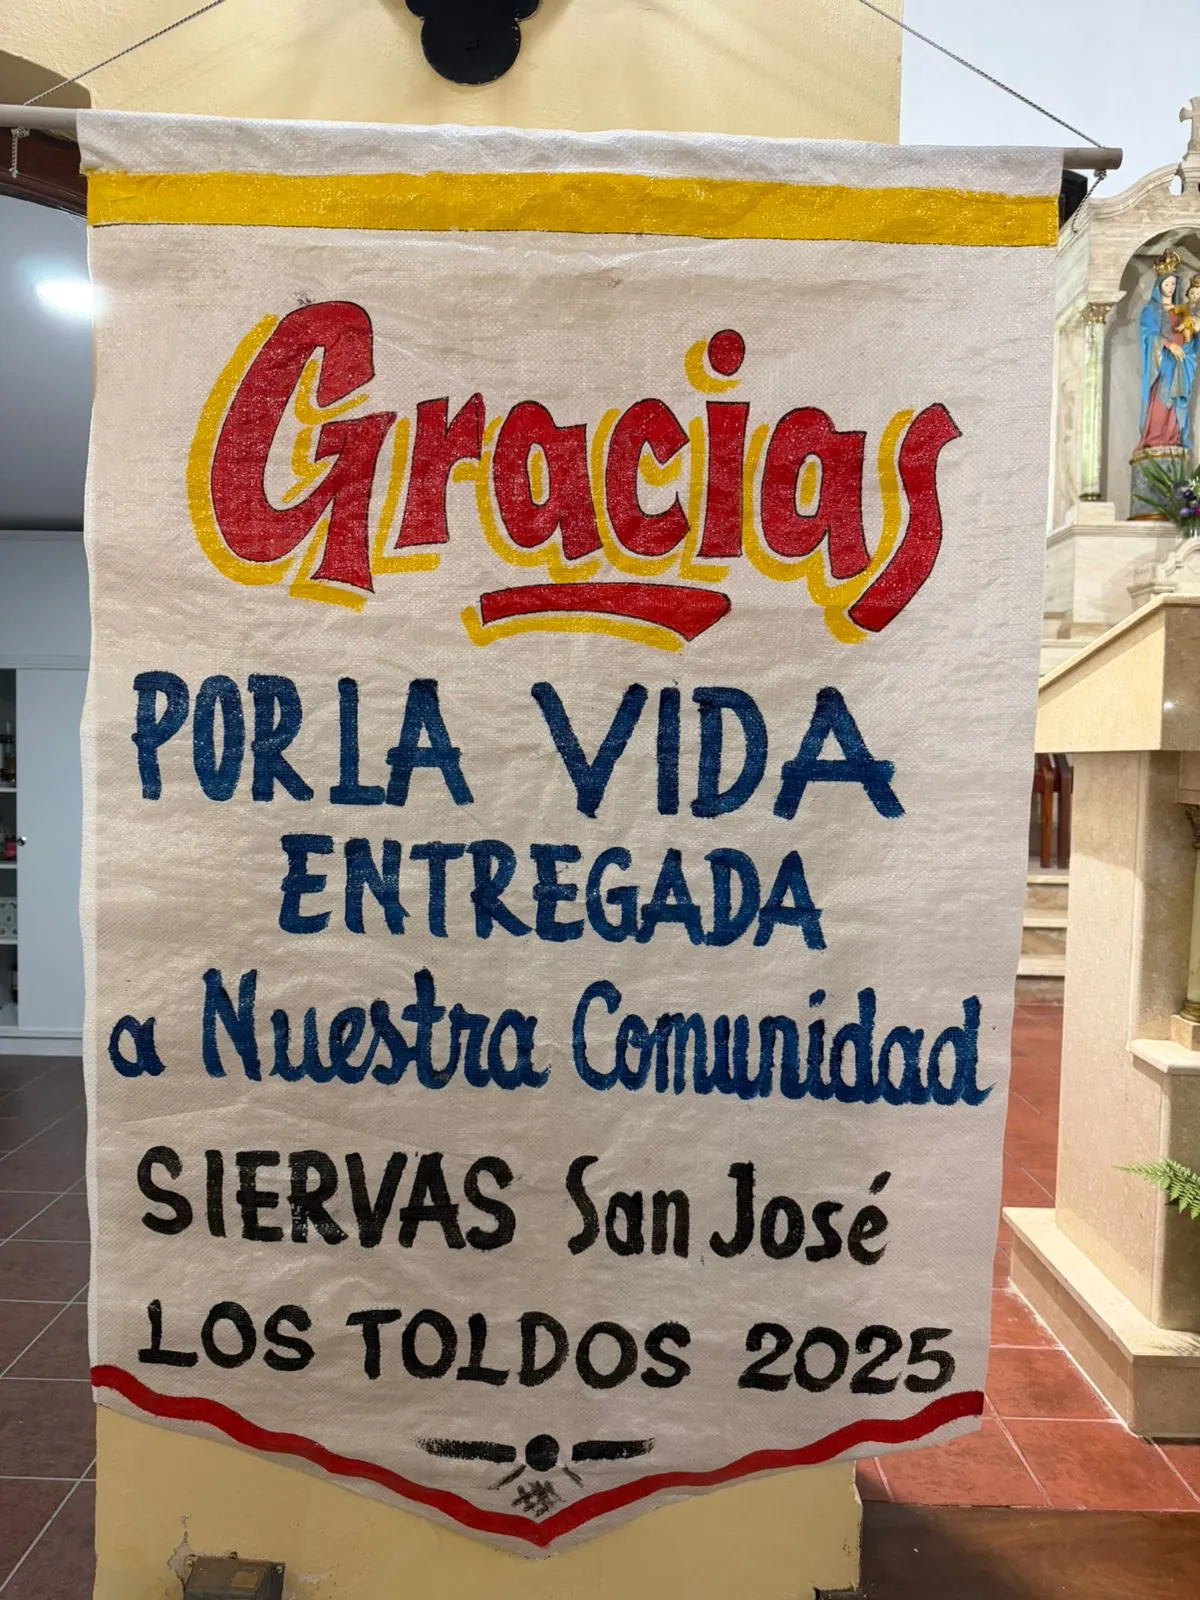 Gracias
POR LA VIDA
ENTREGADA
a Nuestra Comunidad
SIERVAS San José
LOS TOLDOS 2025